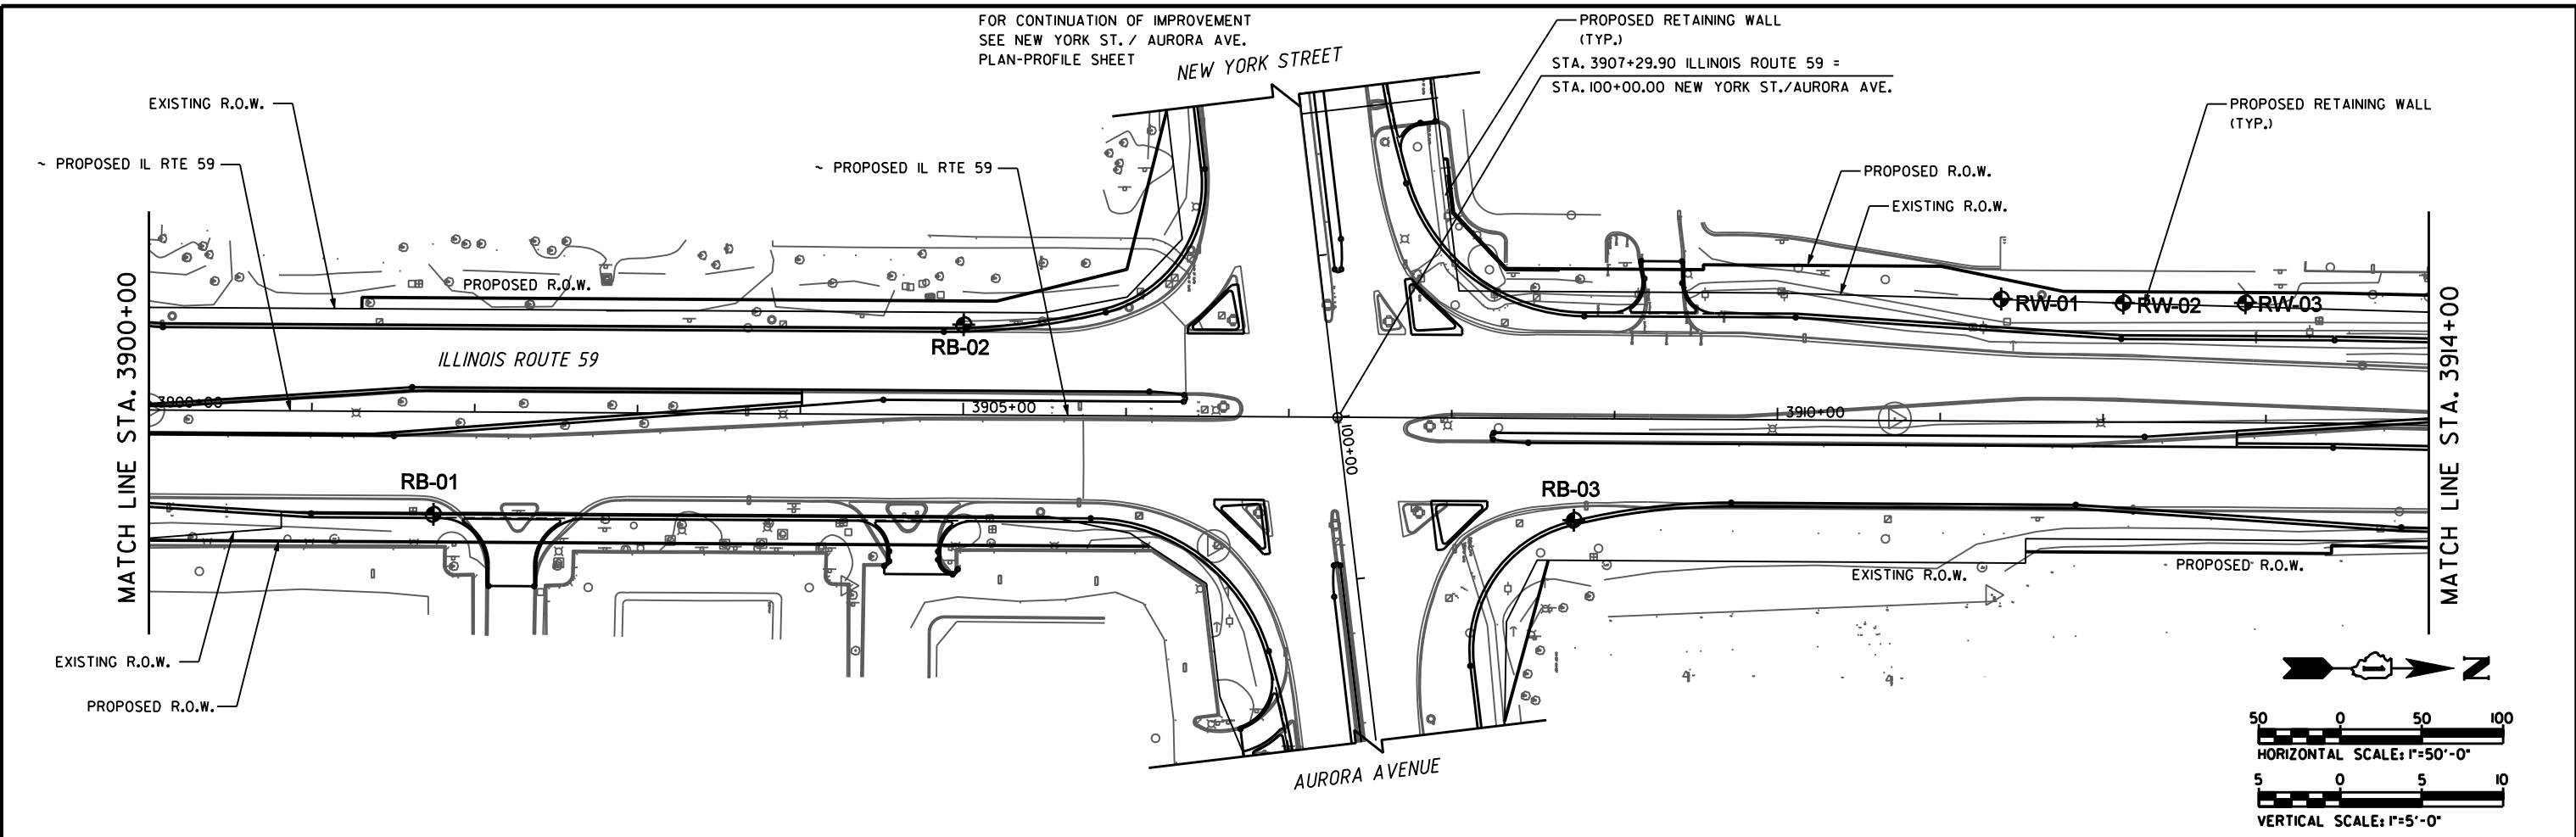 FOR CONTINUATION OF IMPROVEMENT
SEE NEW YORK ST. / AURORA AVE.
PLAN-PROFILE SHEET
NEW YORK STREET
PROPOSED RETAINING WALL
(TYP.)
STA. 3907+29.90 ILLINOIS ROUTE 59 =
STA. 100+00.00 NEW YORK ST./AURORA AVE.
EXISTING R.O.W.
PROPOSED RETAINING WALL
(TYP.)
~ PROPOSED IL RTE 59
~ PROPOSED IL RTE 59
PROPOSED R.O.W.
EXISTING R.O.W.
PROPOSED R.O.W.
RW-01
RW-02
RW-03
RB-02
ILLINOIS ROUTE 59
MATCH LINE STA. 3900+00
3900+00
3905+00
3910+00
100+00
MATCH LINE STA. 3914+00
RB-01
RB-03
EXISTING R.O.W.
PROPOSED R.O.W.
EXISTING R.O.W.
PROPOSED R.O.W.
N
AURORA AVENUE
50 0 50 100
HORIZONTAL SCALE: 1"=50'-0"
5 0 5 10
VERTICAL SCALE: 1"=5'-0"